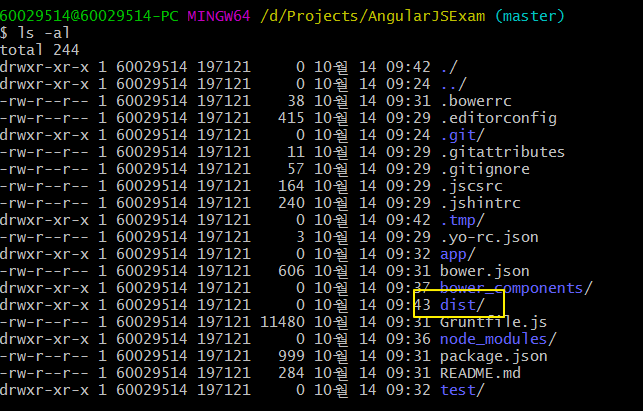 60029514@60029514-PC MINGW64 /d/Projects/AngularJSExam (master)
$ ls -al
total 244
drwxr-xr-x 1 60029514 197121     0 10월 14 09:42 ./
drwxr-xr-x 1 60029514 197121     0 10월 14 09:24 ../
-rw-r--r-- 1 60029514 197121    38 10월 14 09:31 .bowerrc
-rw-r--r-- 1 60029514 197121   415 10월 14 09:29 .editorconfig
drwxr-xr-x 1 60029514 197121     0 10월 14 09:24 .git/
-rw-r--r-- 1 60029514 197121    11 10월 14 09:29 .gitattributes
-rw-r--r-- 1 60029514 197121    57 10월 14 09:29 .gitignore
-rw-r--r-- 1 60029514 197121   164 10월 14 09:29 .jscsrc
-rw-r--r-- 1 60029514 197121   240 10월 14 09:29 .jshintrc
drwxr-xr-x 1 60029514 197121     0 10월 14 09:42 .tmp/
-rw-r--r-- 1 60029514 197121     3 10월 14 09:29 .yo-rc.json
drwxr-xr-x 1 60029514 197121     0 10월 14 09:32 app/
-rw-r--r-- 1 60029514 197121   606 10월 14 09:31 bower.json
drwxr-xr-x 1 60029514 197121     0 10월 14 09:37 bower_components/
drwxr-xr-x 1 60029514 197121     0 10월 14 09:43 dist/
-rw-r--r-- 1 60029514 197121 11480 10월 14 09:31 Gruntfile.js
drwxr-xr-x 1 60029514 197121     0 10월 14 09:36 node_modules/
-rw-r--r-- 1 60029514 197121   999 10월 14 09:31 package.json
-rw-r--r-- 1 60029514 197121   284 10월 14 09:31 README.md
drwxr-xr-x 1 60029514 197121     0 10월 14 09:32 test/